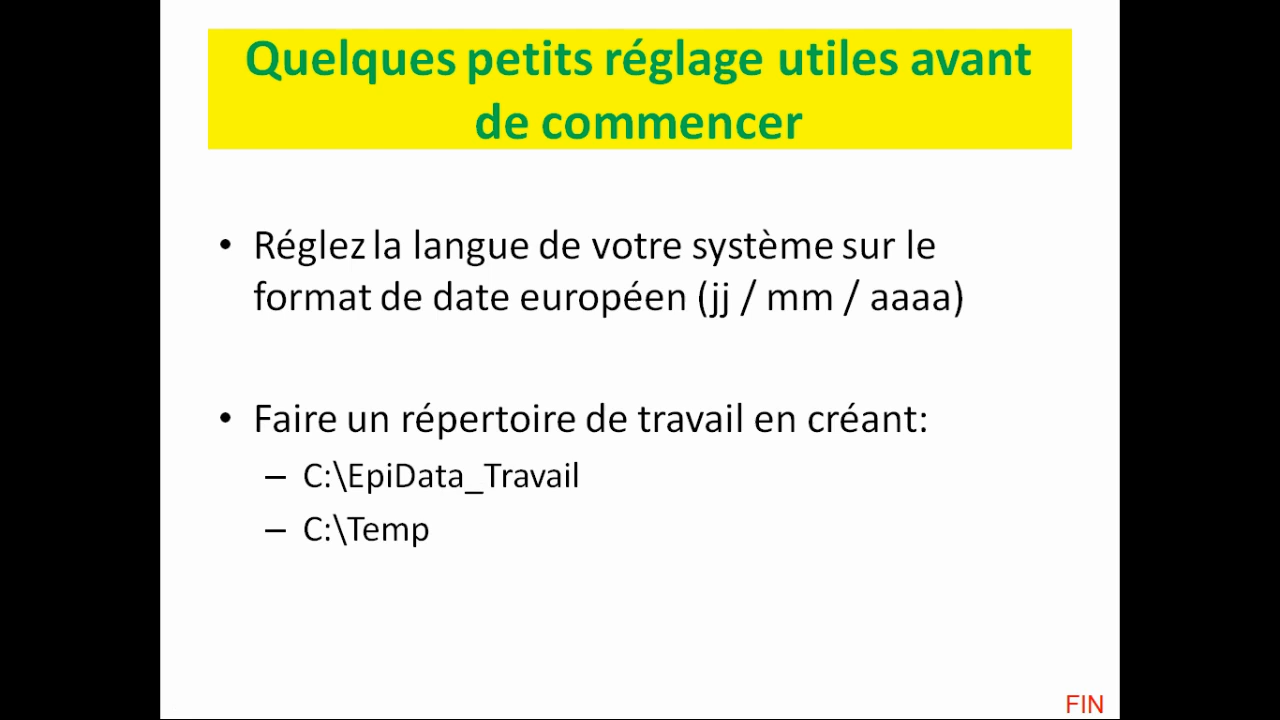 Quelques petits réglage utiles avant
de commencer
• Réglez la langue de votre système sur le
format de date européen (jj / mm / aaaa)
• Faire un répertoire de travail en créant:
– C:\EpiData_Travail
– C:\Temp
FIN